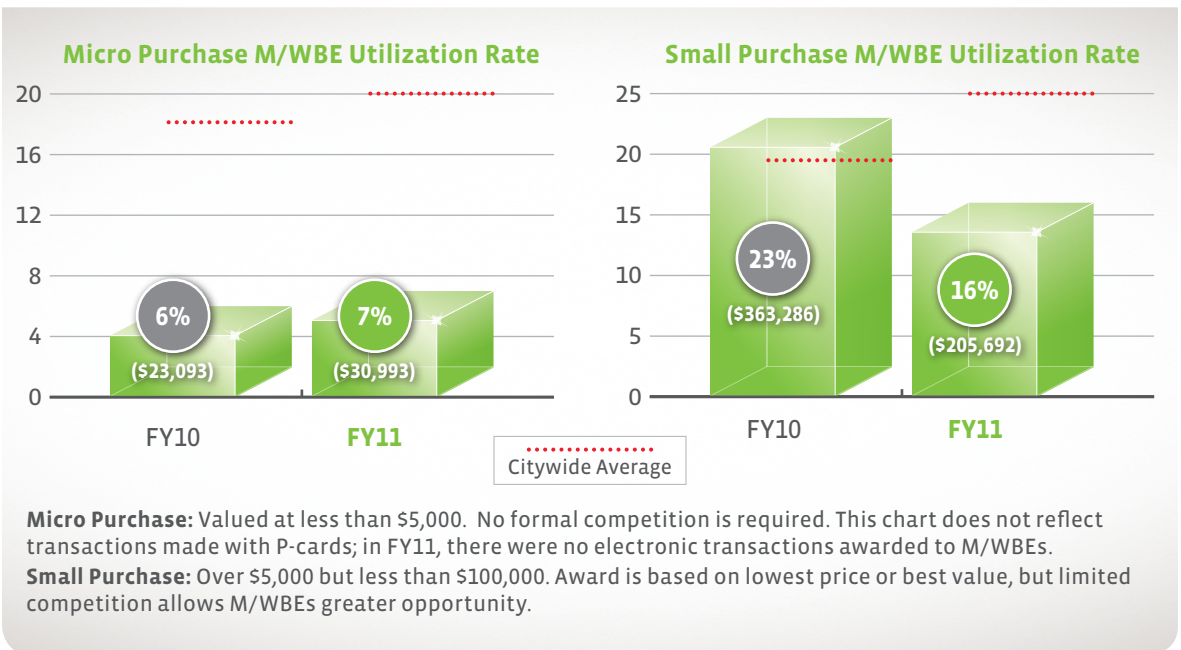 Micro Purchase M/WBE Utilization Rate
20
16
12
8
4
0
6%
($23,093)
7%
($30,993)
FY10
FY11
Small Purchase M/WBE Utilization Rate
25
20
15
10
5
0
23%
($363,286)
16%
($205,692)
FY10
FY11
Citywide Average
Micro Purchase: Valued at less than $5,000. No formal competition is required. This chart does not reflect
transactions made with P-cards; in FY11, there were no electronic transactions awarded to M/WBEs.
Small Purchase: Over $5,000 but less than $100,000. Award is based on lowest price or best value, but limited
competition allows M/WBEs greater opportunity.